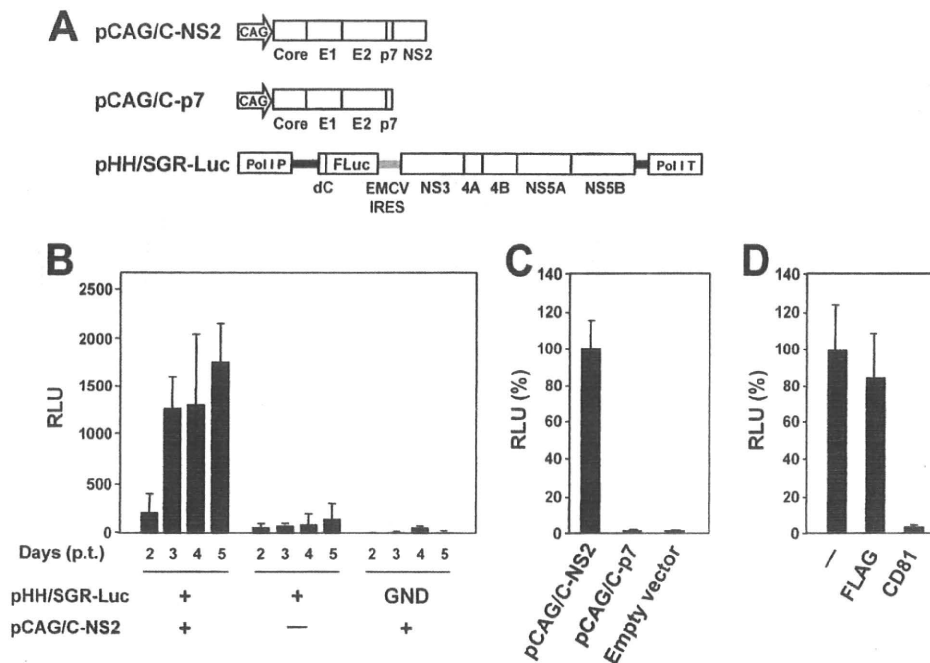 A
pCAG/C-NS2
CAG
Core E1 E2 p7 NS2
pCAG/C-p7
CAG
Core E1 E2 p7
pHH/SGR-Luc
Pol I P FLuc Pol I T
dC EMCV IRES NS3 4A 4B NS5A NS5B
B
RLU
2500
2000
1500
1000
500
0
Days (p.t.) 2 3 4 5 2 3 4 5 2 3 4 5
pHH/SGR-Luc + + GND
pCAG/C-NS2 + — +
C
RLU (%)
140
120
100
80
60
40
20
0
pCAG/C-NS2
pCAG/C-p7
Empty vector
D
RLU (%)
140
120
100
80
60
40
20
0
—
FLAG
CD81